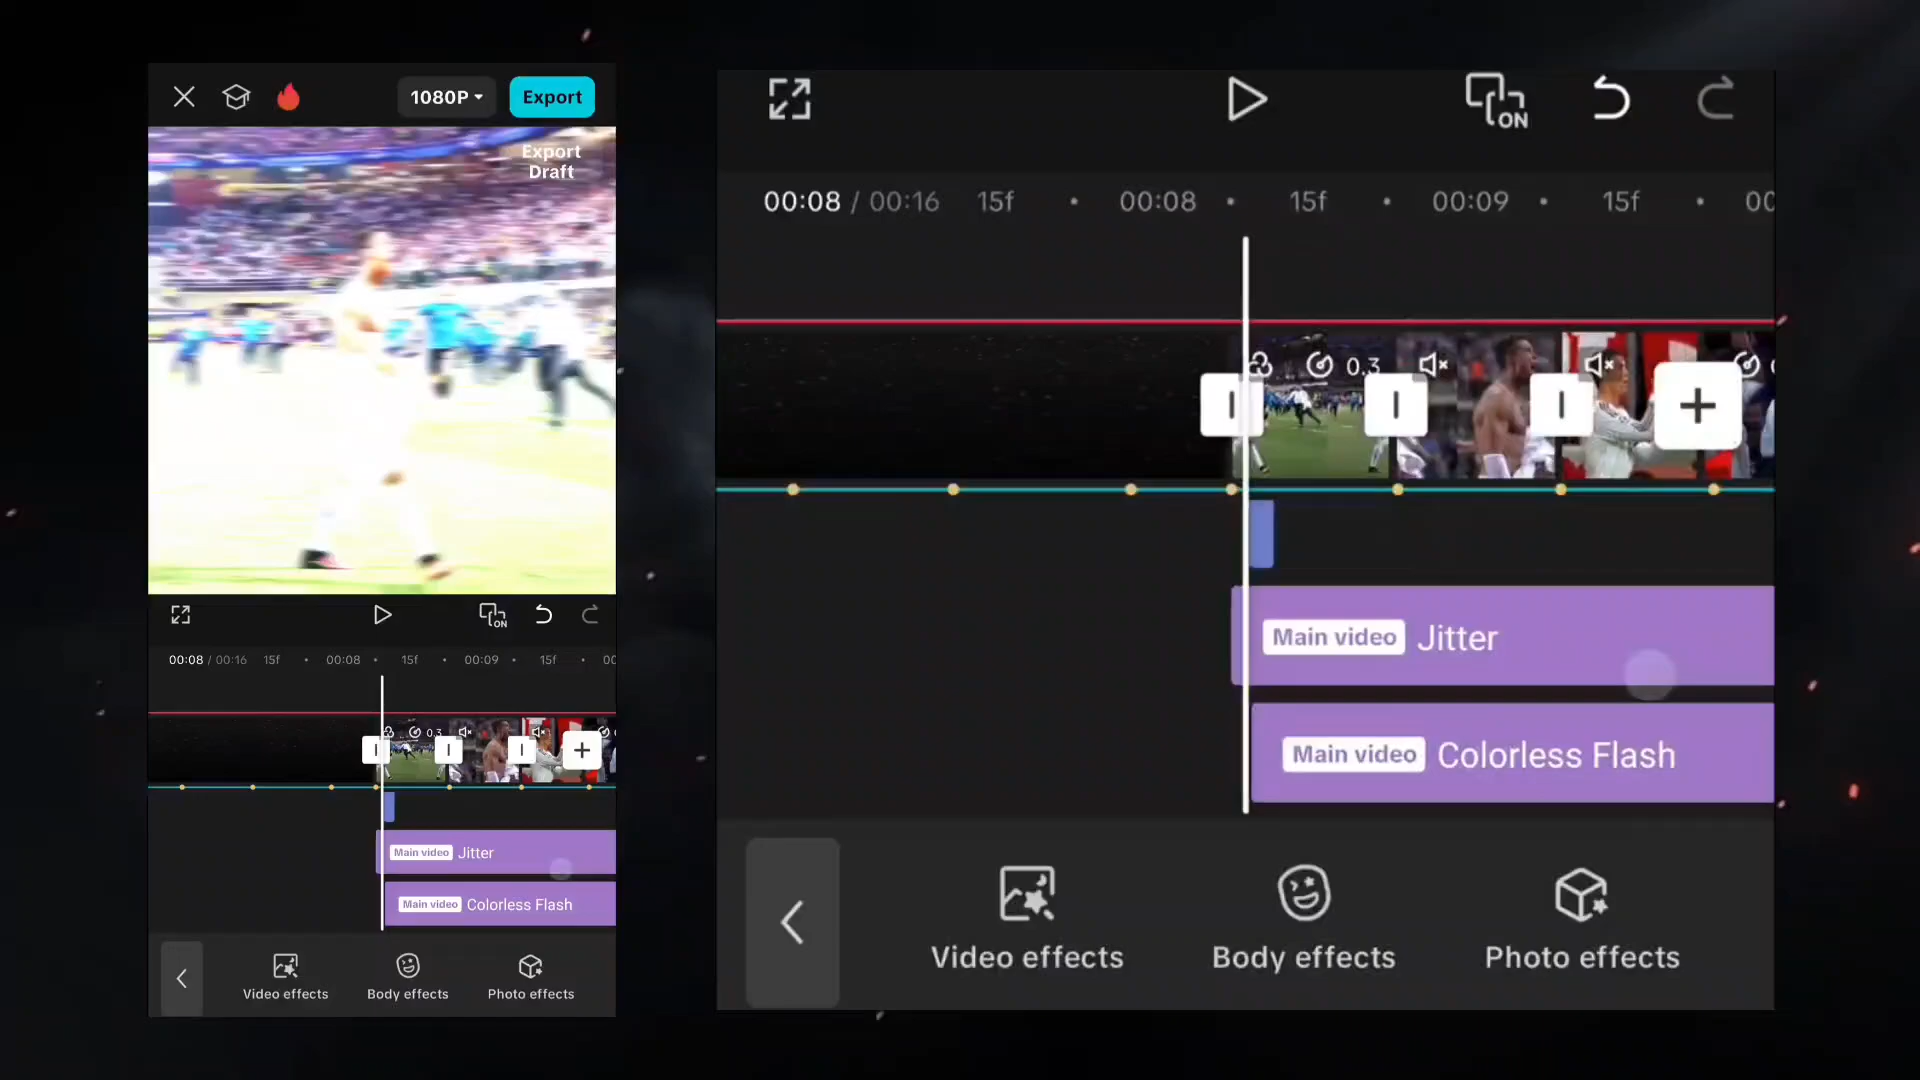 1080P
Export
Export
Draft
ON
00:08 / 00:16 15f 00:08 15f 00:09 15f 00
0.3
Main video Jitter
Main video Colorless Flash
Video effects Body effects Photo effects
ON
00:08 / 00:16 15f 00:08 15f 00:09 15f 00
0.3
Main video Jitter
Main video Colorless Flash
Video effects Body effects Photo effects